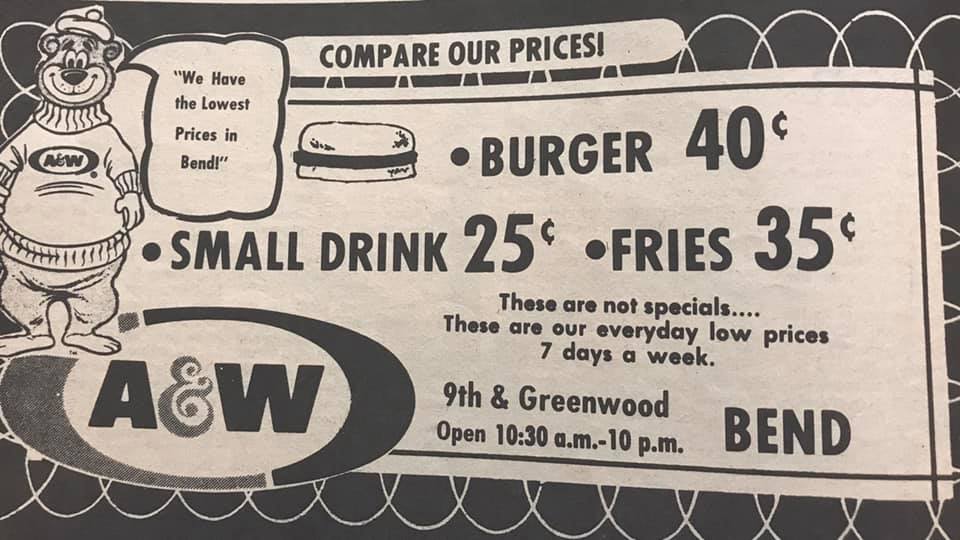 COMPARE OUR PRICES!
"We Have
the Lowest
Prices in
Bend!"
A&W
• BURGER 40¢
• SMALL DRINK 25¢ • FRIES 35¢
These are not specials....
These are our everyday low prices
7 days a week.
A&W
9th & Greenwood
Open 10:30 a.m.-10 p.m.
BEND